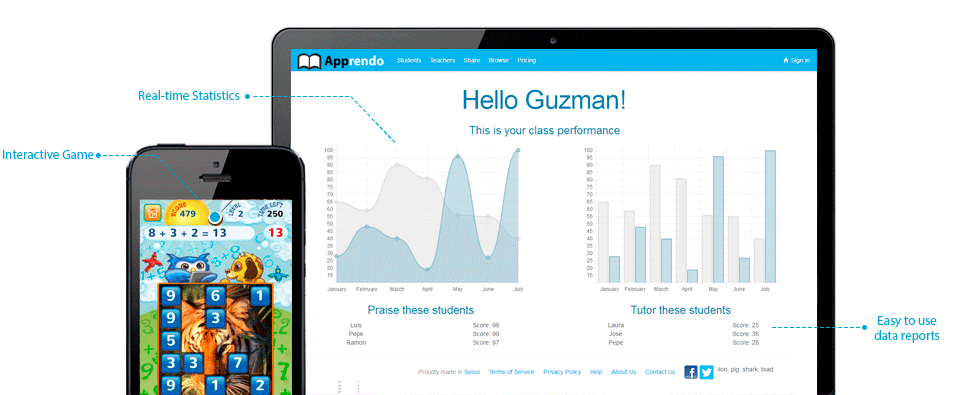 Apprendo
Students Teachers Share Browse Pricing
Sign in
Real-time Statistics
Hello Guzman!
This is your class performance
Interactive Game
100
90
85
80
75
70
65
60
55
50
45
40
35
30
25
20
15
January February March April May June July
100
90
85
80
75
70
65
60
55
50
45
40
35
30
25
20
15
January February March April May June July
SCORE 479
LEVEL 2
TIME LEFT 250
8 + 3 + 2 = 13 13
9 6 1
9 3
5
3 3 7
9 1 2
Praise these students
Luis Score: 98
Pepe Score: 99
Ramon Score: 97
Tutor these students
Laura Score: 25
Jose Score: 36
Pepe Score: 28
Easy to use
data reports
Proudly made in Seoul Terms of Service Privacy Policy Help About Us Contact Us
lion, pig, shark, toad